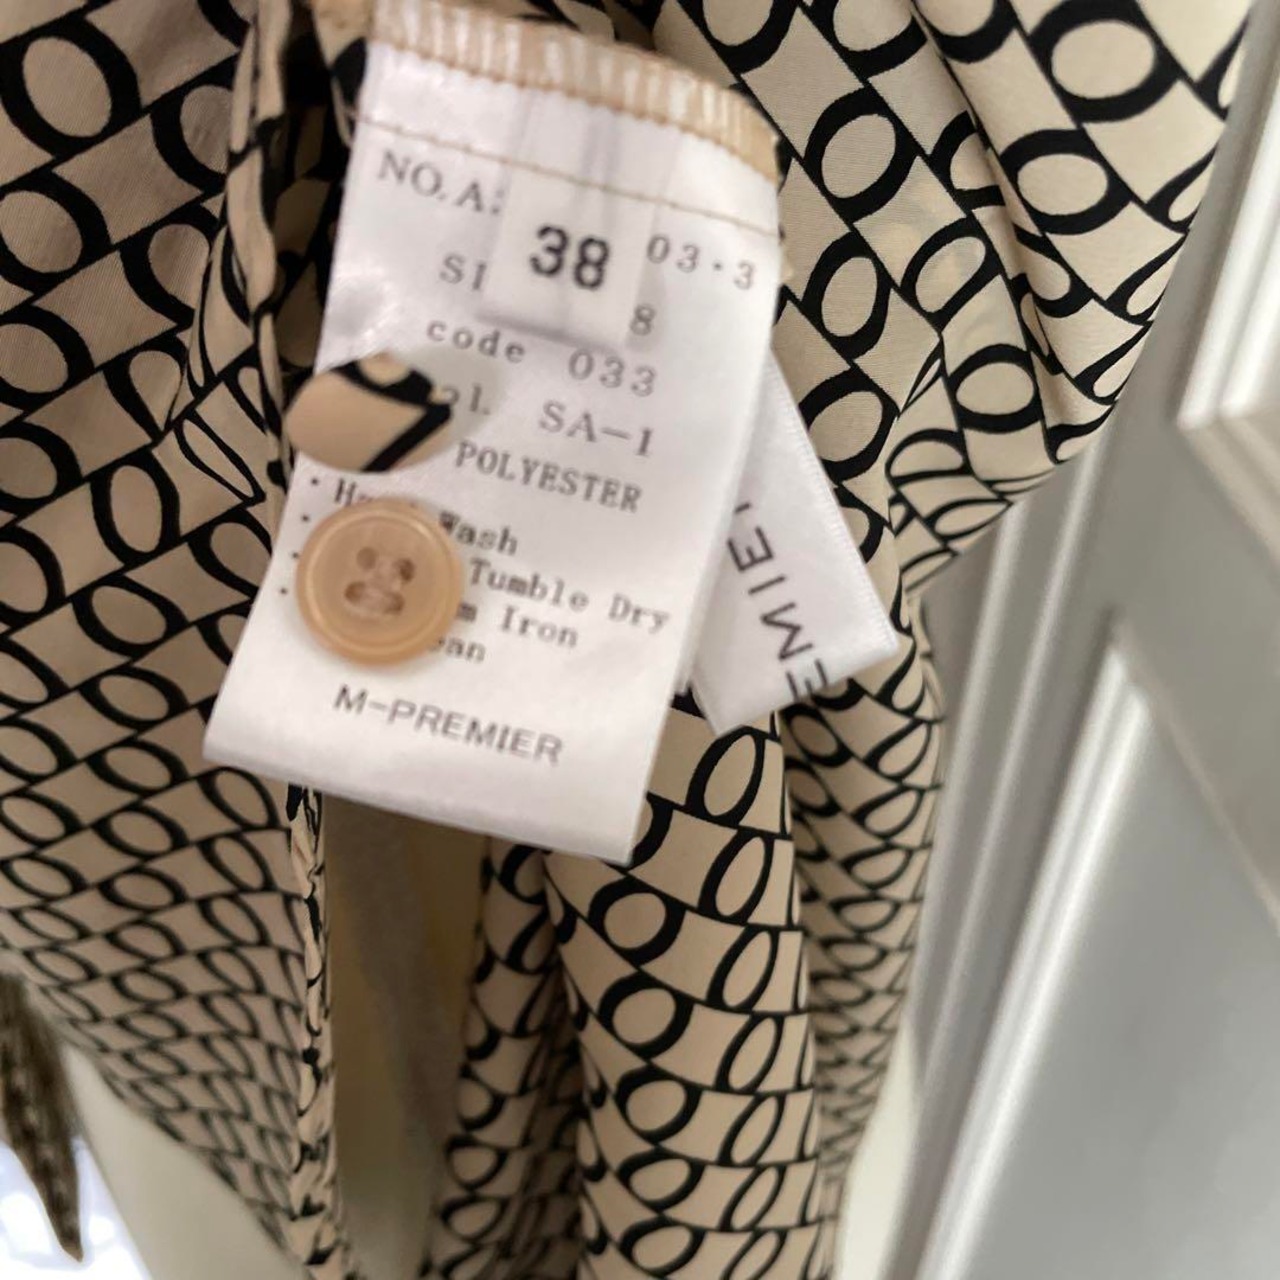 NO. A: 03·3
38
SI 8
code 033
SA-1
POLYESTER
Wash
Tumble Dry
Iron
M-PREMIER
EMIE